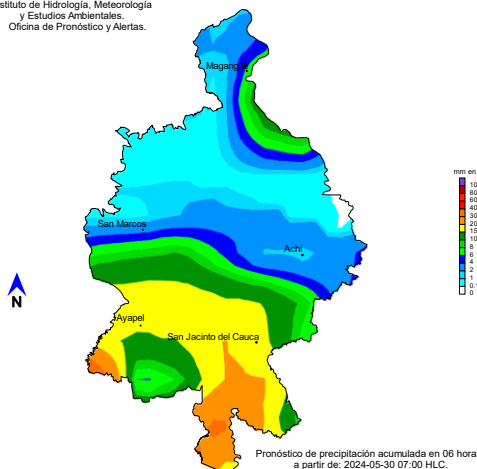 stituto de Hidrología, Meteorología
y Estudios Ambientales.
Oficina de Pronóstico y Alertas.
Magangué
San Marcos
Achí
Ayapel
San Jacinto del Cauca
N
mm en
10
80
60
40
30
20
15
10
8
6
4
2
1
0.
0
Pronóstico de precipitación acumulada en 06 hora
a partir de: 2024-05-30 07:00 HLC.